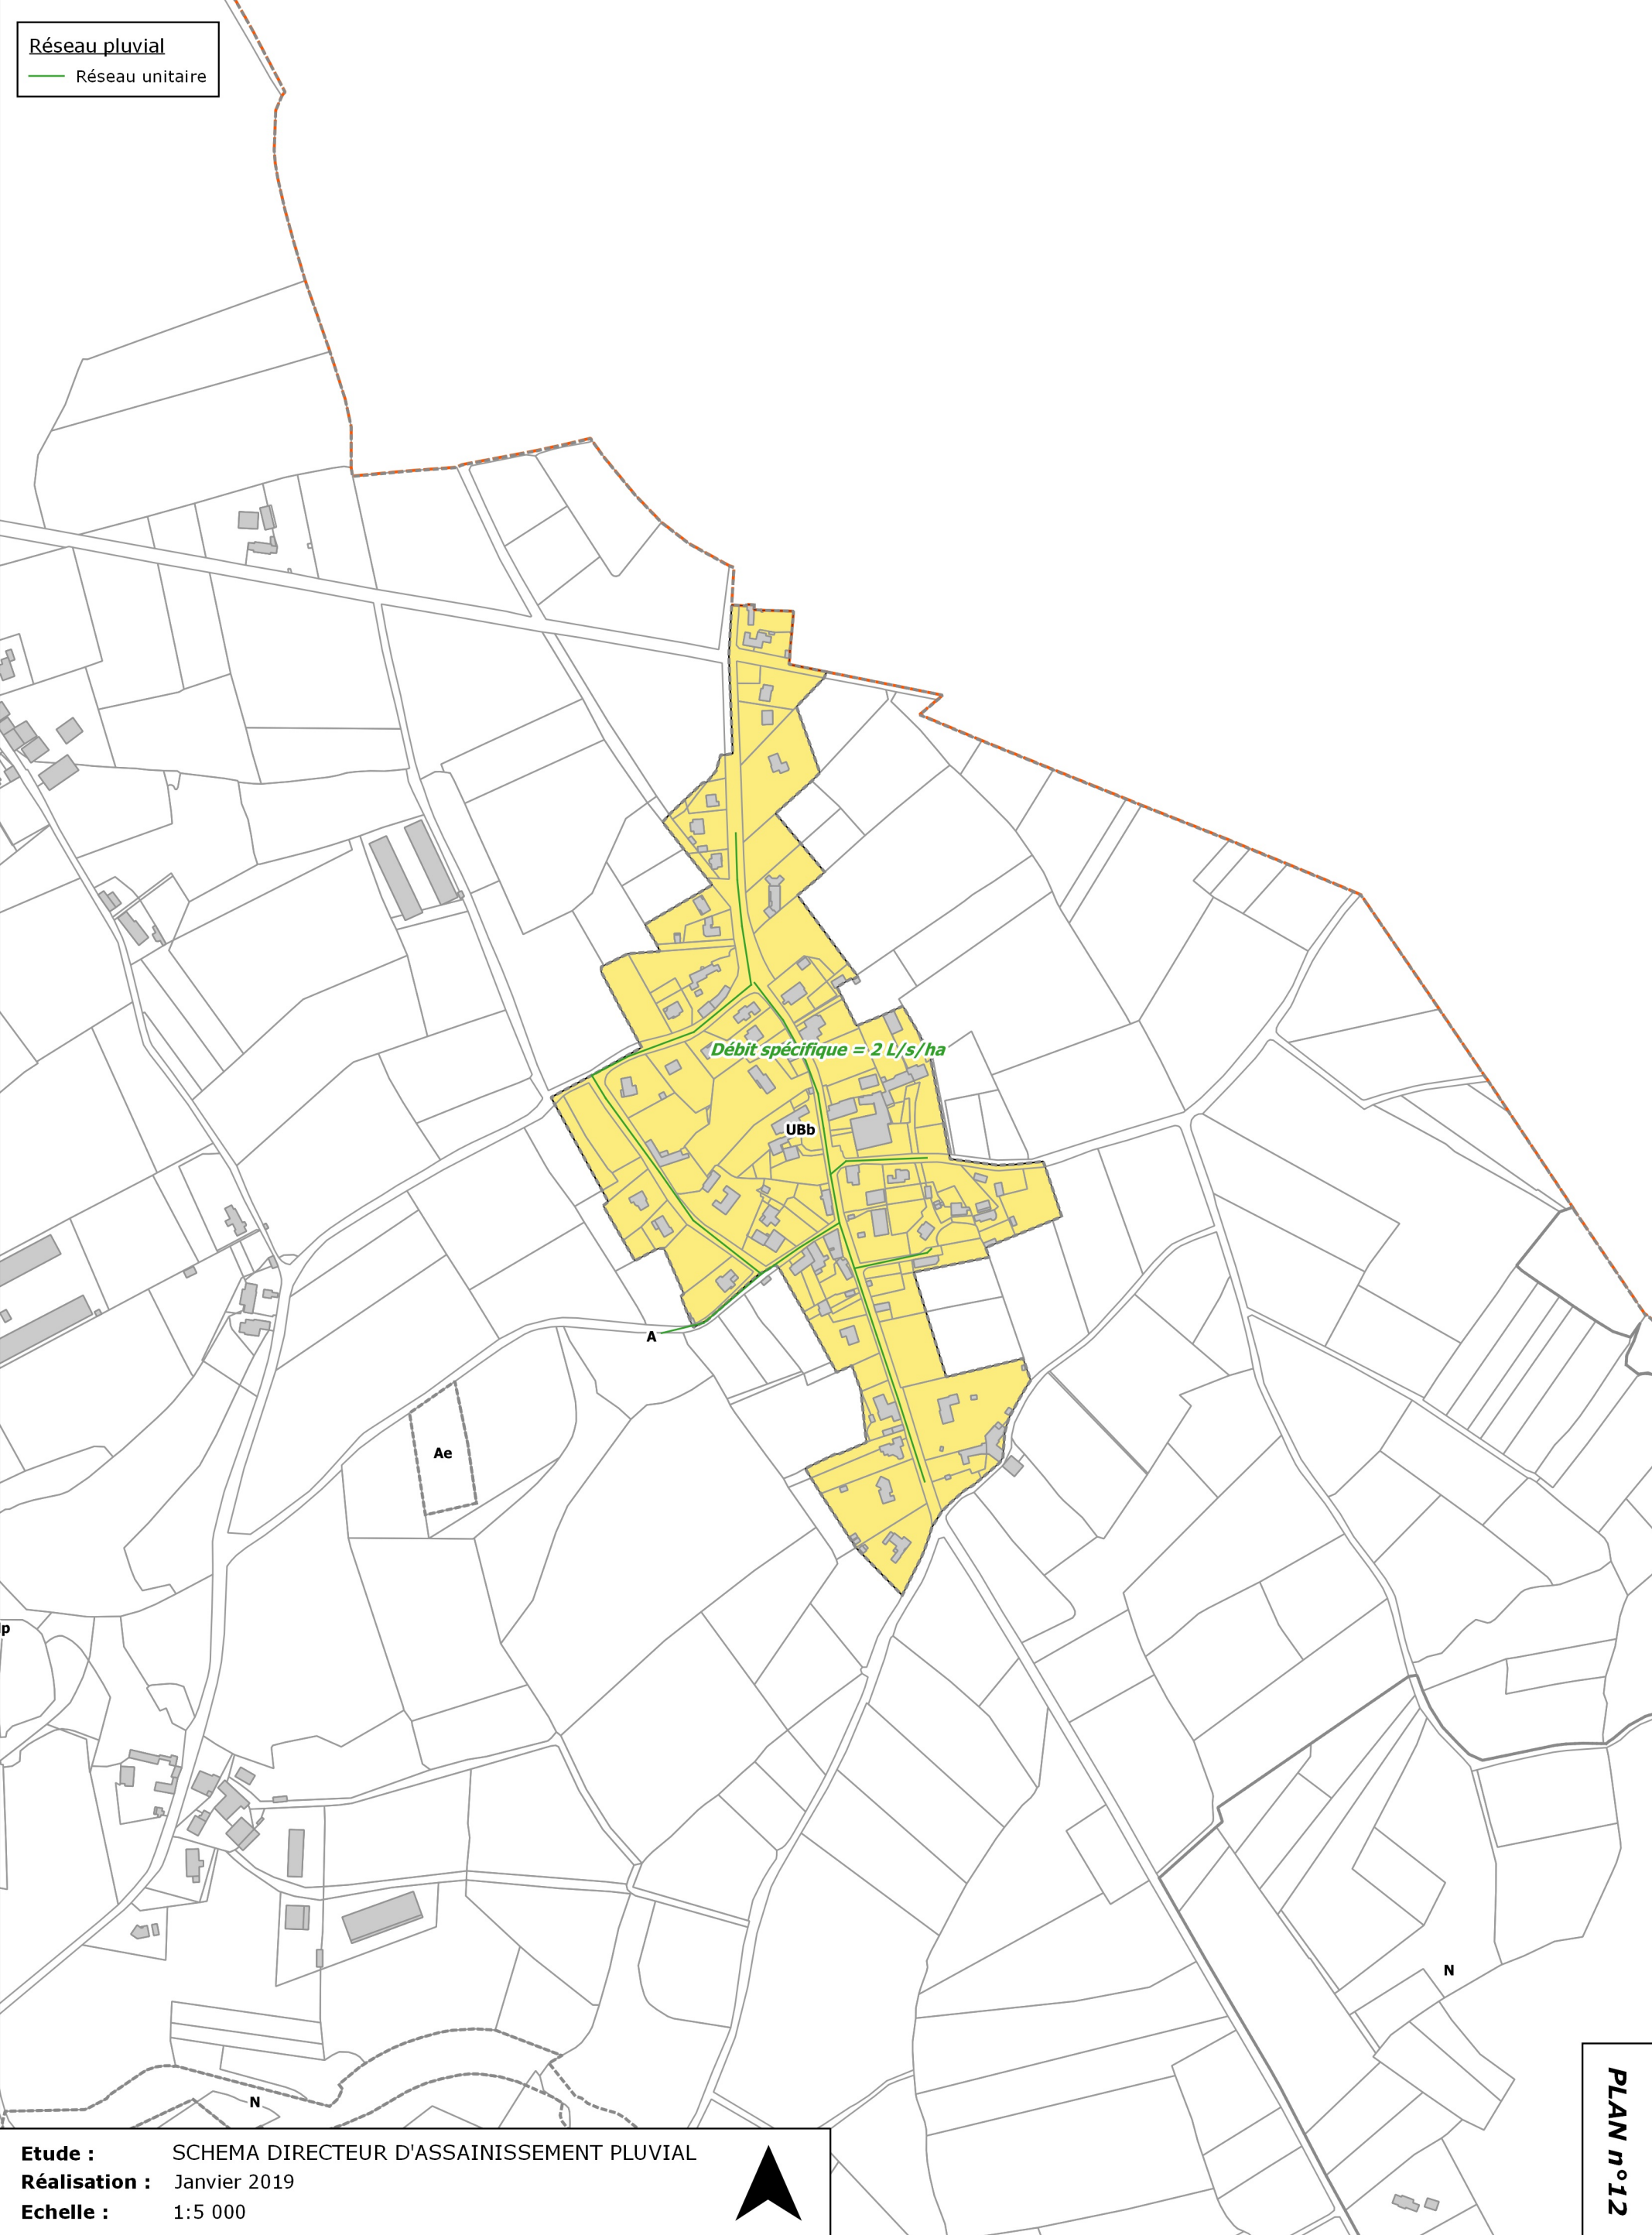 Réseau pluvial
Réseau unitaire
Débit spécifique = 2 L/s/ha
UBb
A
Ae
N
N
Etude : SCHEMA DIRECTEUR D'ASSAINISSEMENT PLUVIAL
Réalisation : Janvier 2019
Echelle : 1:5 000
PLAN n°12